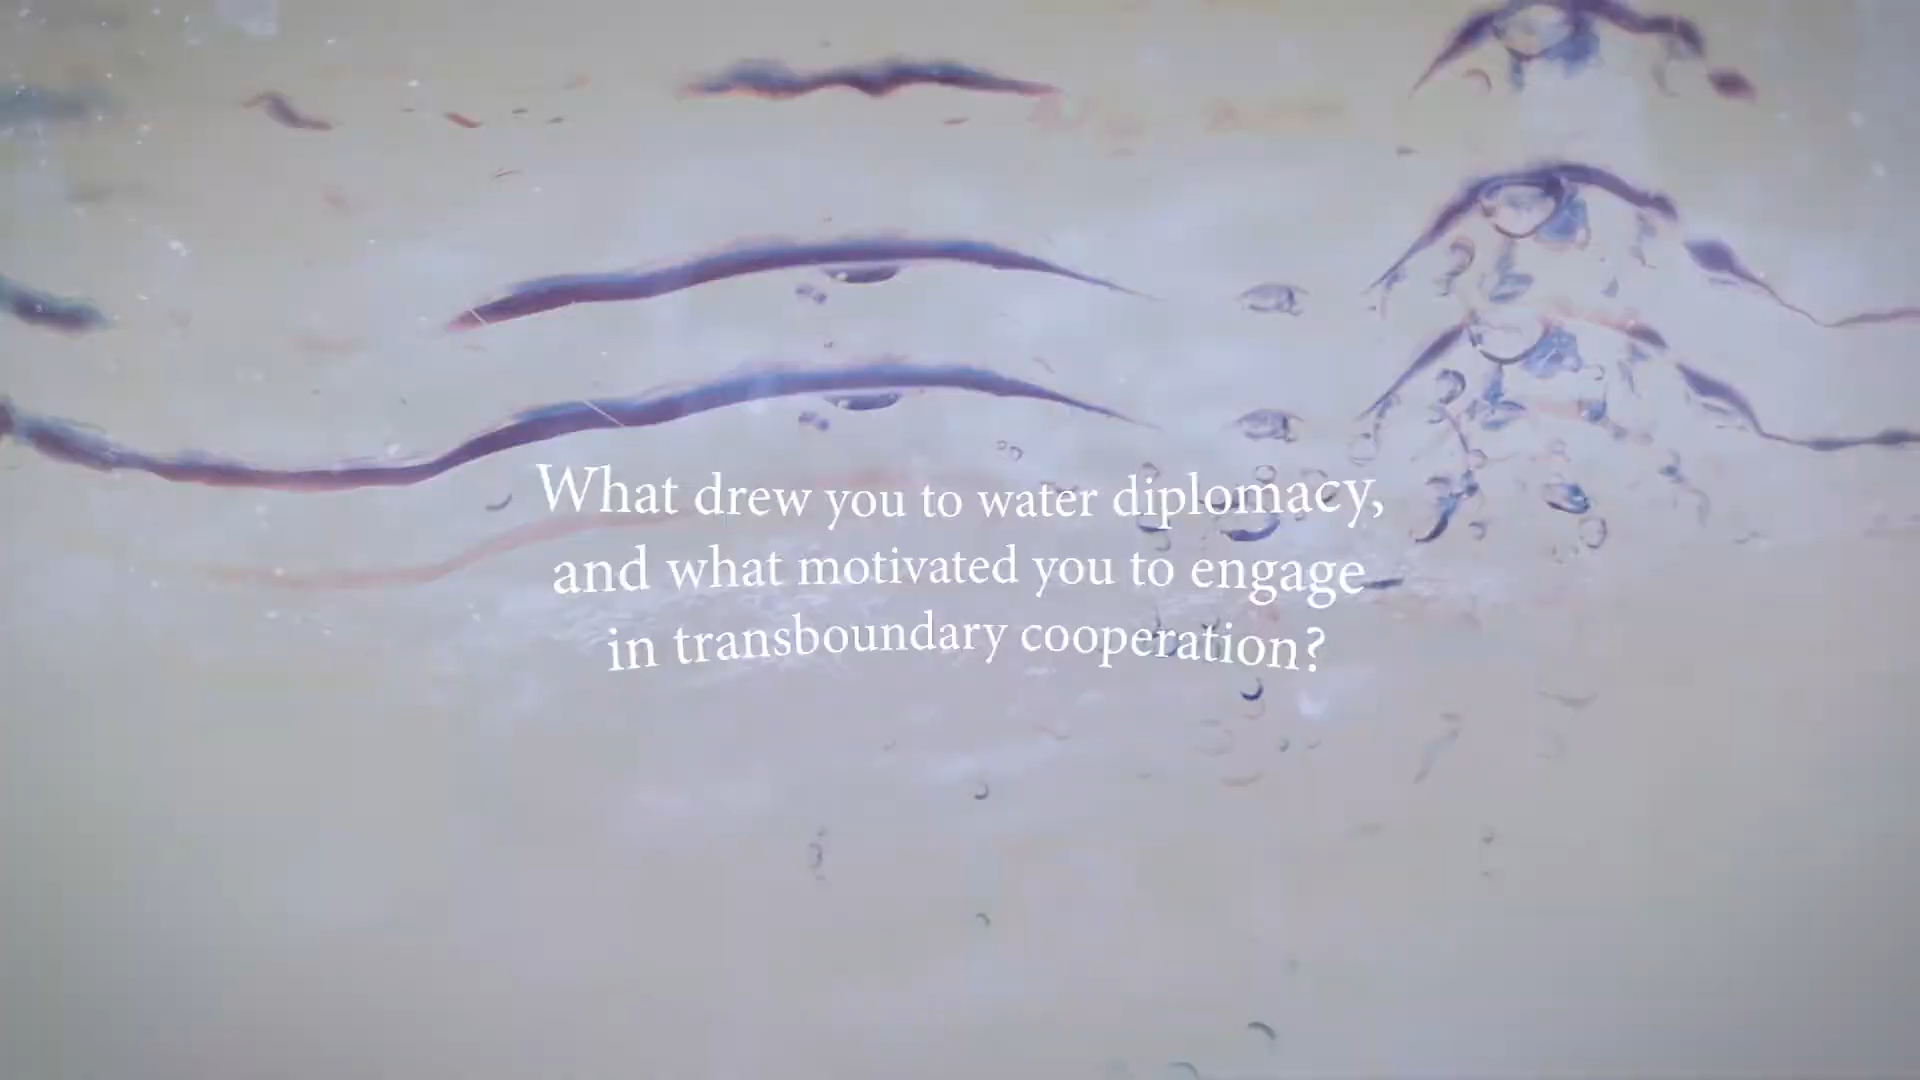 What drew you to water diplomacy,
and what motivated you to engage
in transboundary cooperation?